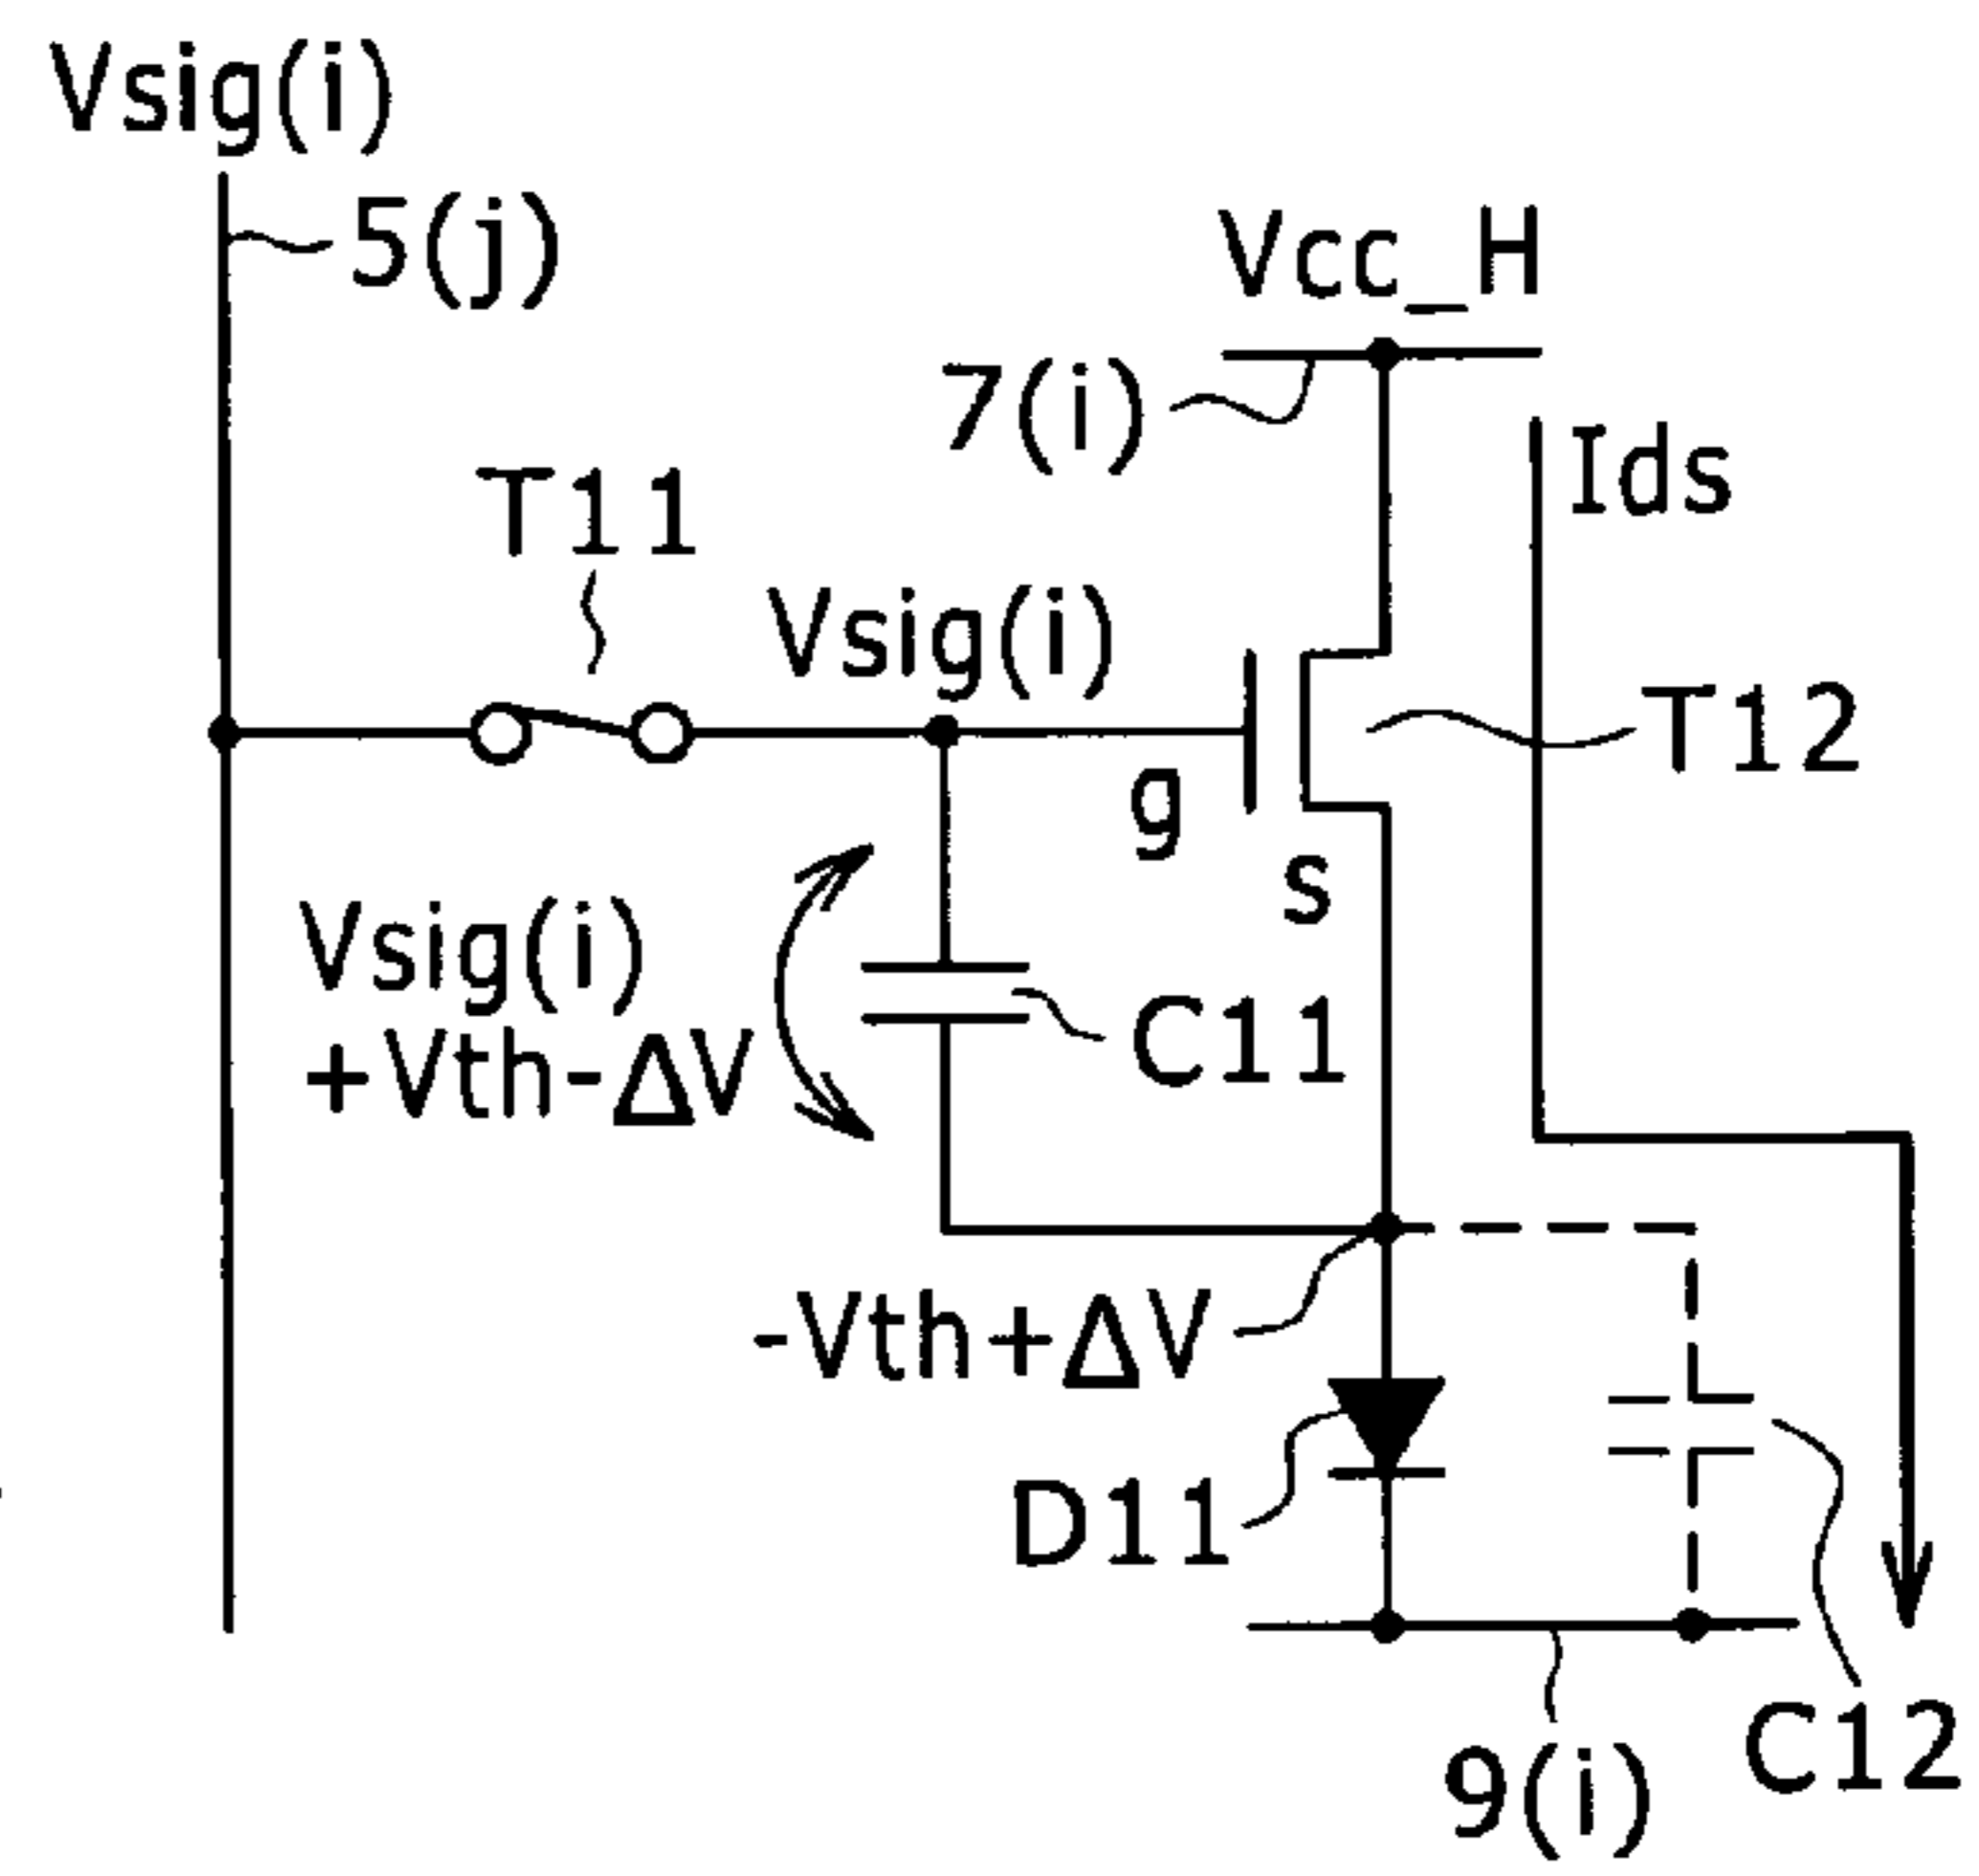 Vsig(i)
5(j)
Vcc_H
7(i)
Ids
T11
Vsig(i)
T12
g
s
Vsig(i)
+Vth-ΔV
C11
-Vth+ΔV
D11
C12
9(i)